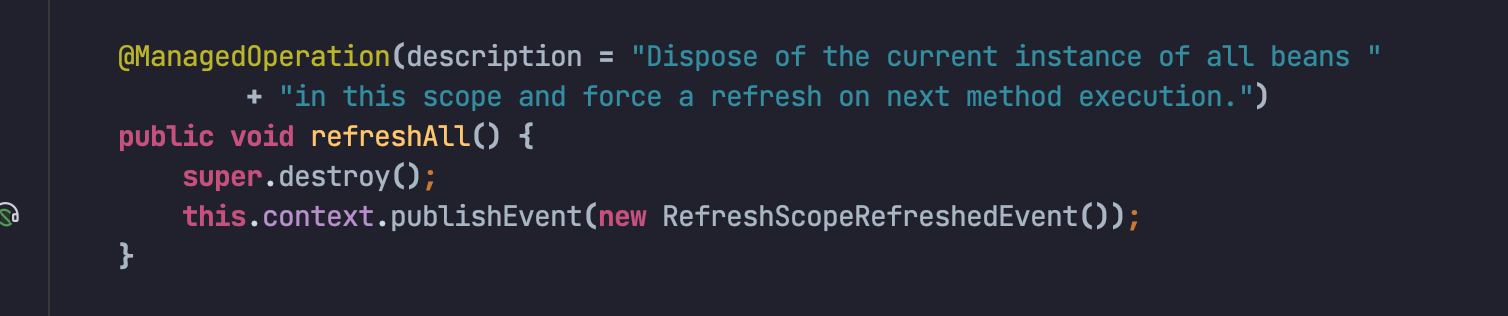 @ManagedOperation(description = "Dispose of the current instance of all beans "
+ "in this scope and force a refresh on next method execution.")
public void refreshAll() {
super.destroy();
this.context.publishEvent(new RefreshScopeRefreshedEvent());
}